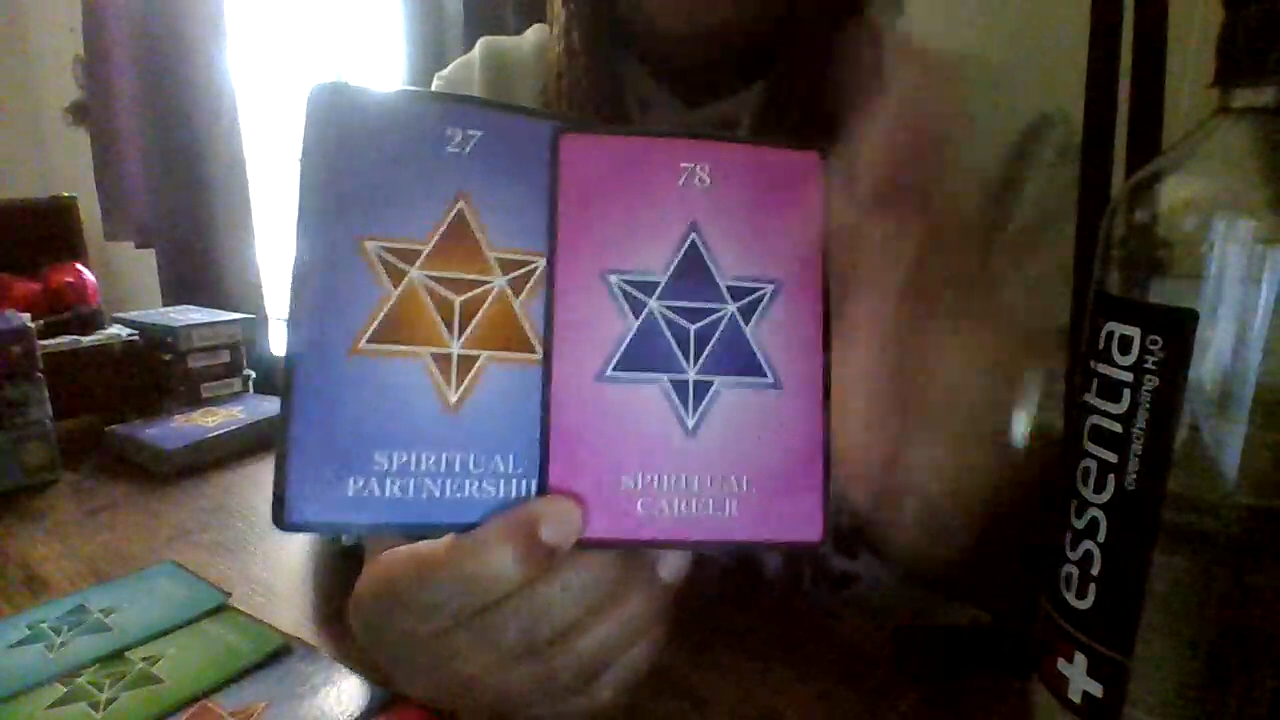 27
SPIRITUAL
PARTNERSHI
78
SPIRITUAL
CAREER
essentia
overachieving H₂O